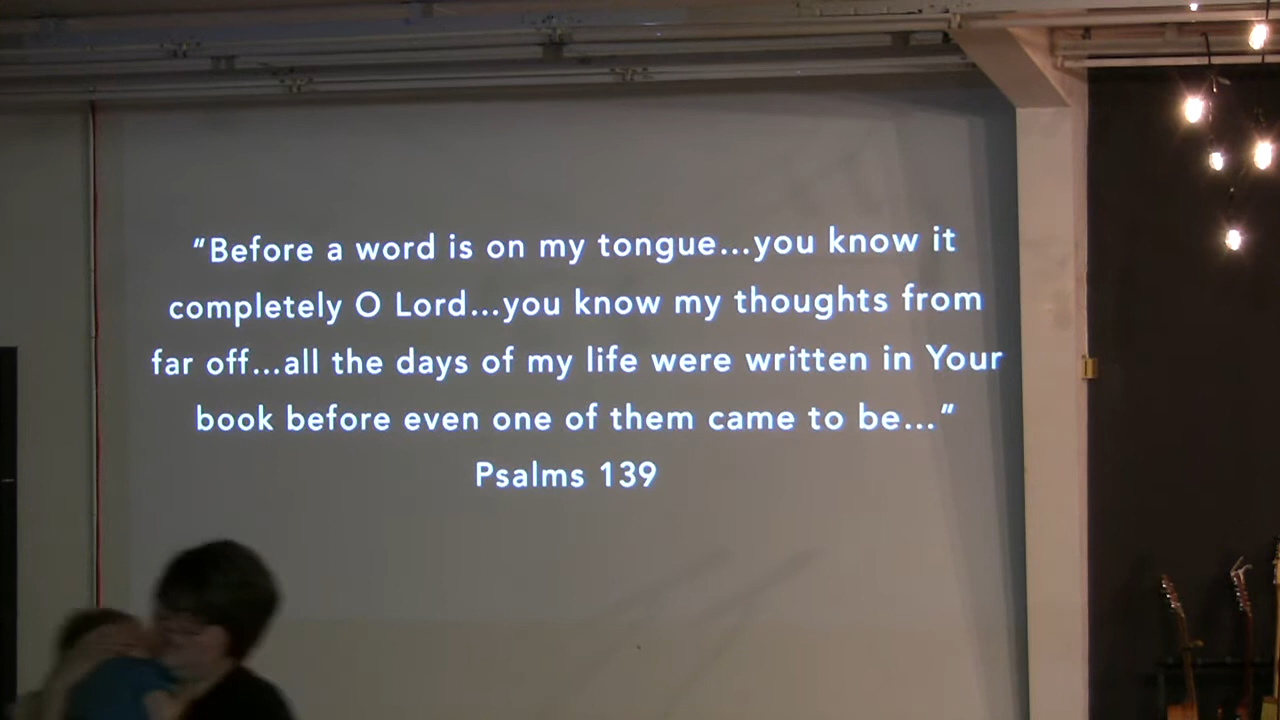 “Before a word is on my tongue...you know it
completely O Lord...you know my thoughts from
far off...all the days of my life were written in Your
book before even one of them came to be...”
Psalms 139